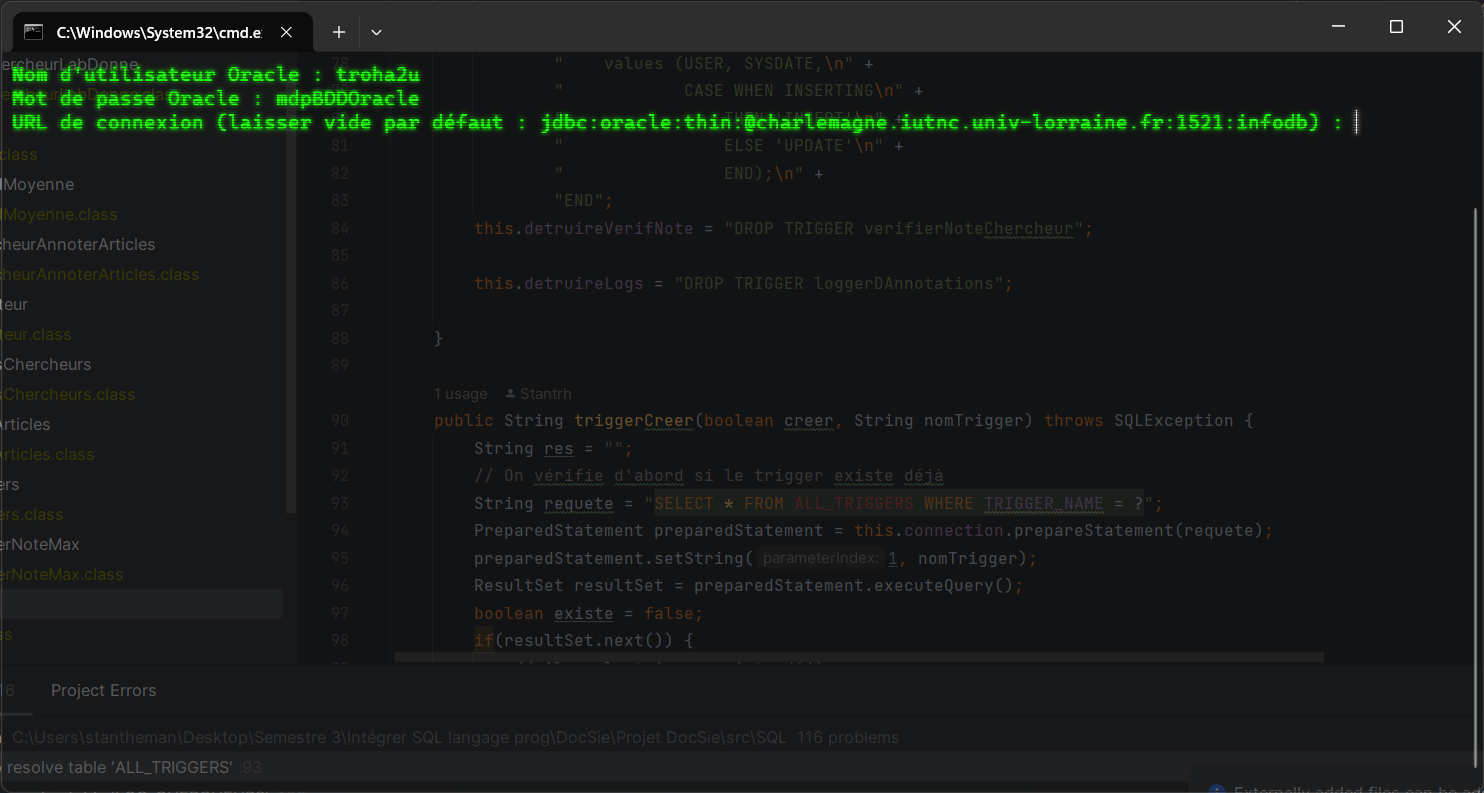 C:\Windows\System32\cmd.e:
ercheurLabDonne
Nom d'utilisateur Oracle : troha2u
Mot de passe Oracle : mdpBDDOracle
URL de connexion (laisser vide par défaut : jdbc:oracle:thin:@charlemagne.iutnc.univ-lorraine.fr:1521:infodb) :
78 "    values (USER, SYSDATE,\n" +
"            CASE WHEN INSERTING\n" +
81 "                ELSE 'UPDATE'\n" +
82 "                END);\n" +
83 "END";
84 this.detruireVerifNote = "DROP TRIGGER verifierNoteChercheur";
85
86 this.detruireLogs = "DROP TRIGGER loggerDAnnotations";
87
88 }
89
1 usage Stantrh
90 public String triggerCreer(boolean creer, String nomTrigger) throws SQLException {
91 String res = "";
92 // On vérifie d'abord si le trigger existe déjà
93 String requete = "SELECT * FROM ALL_TRIGGERS WHERE TRIGGER_NAME = ?";
94 PreparedStatement preparedStatement = this.connection.prepareStatement(requete);
95 preparedStatement.setString( parameterIndex: 1, nomTrigger);
96 ResultSet resultSet = preparedStatement.executeQuery();
97 boolean existe = false;
98 if(resultSet.next()) {
class
lMoyenne
lMoyenne.class
cheurAnnoterArticles
cheurAnnoterArticles.class
teur
teur.class
sChercheurs
sChercheurs.class
Articles
Articles.class
ers
ers.class
erNoteMax
erNoteMax.class
ss
16 Project Errors
C:\Users\stantheman\Desktop\Semestre 3\Intégrer SQL langage prog\DocSie\Projet DocSie\src\SQL 116 problems
resolve table 'ALL_TRIGGERS' :93
Externally added files can be